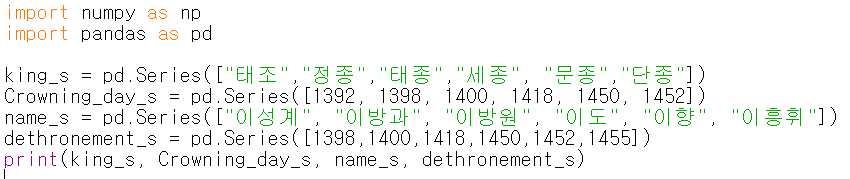 import numpy as np
import pandas as pd
king_s = pd.Series(["태조","정종","태종","세종", "문종","단종"])
Crowning_day_s = pd.Series([1392, 1398, 1400, 1418, 1450, 1452])
name_s = pd.Series(["이성계", "이방과", "이방원", "이도", "이향", "이흥휘"])
dethronement_s = pd.Series([1398,1400,1418,1450,1452,1455])
print(king_s, Crowning_day_s, name_s, dethronement_s)